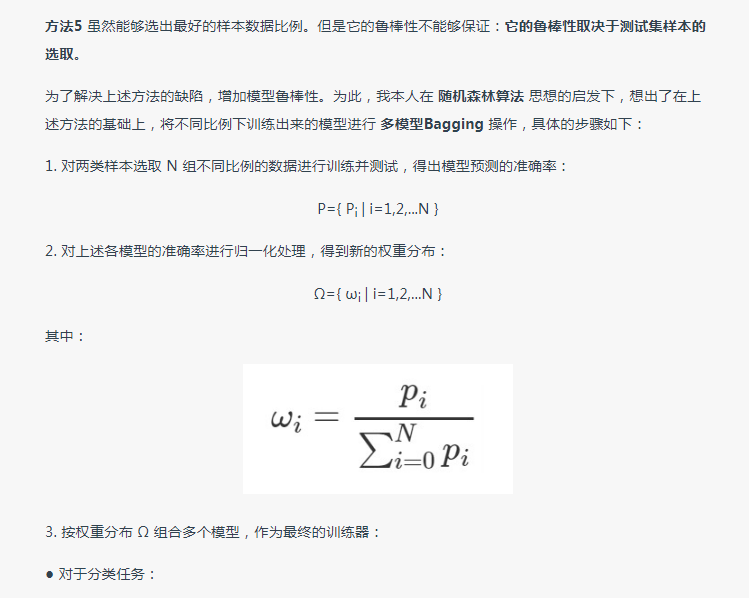 方法5 虽然能够选出最好的样本数据比例。但是它的鲁棒性不能够保证：它的鲁棒性取决于测试集样本的
选取。
为了解决上述方法的缺陷，增加模型鲁棒性。为此，我本人在 随机森林算法 思想的启发下，想出了在上
述方法的基础上，将不同比例下训练出来的模型进行 多模型Bagging 操作，具体的步骤如下：
1. 对两类样本选取 N 组不同比例的数据进行训练并测试，得出模型预测的准确率：
P={ Pᵢ | i=1,2,...N }
2. 对上述各模型的准确率进行归一化处理，得到新的权重分布：
Ω={ ωᵢ | i=1,2,...N }
其中：
ωᵢ = pᵢ / ∑_{i=0}^{N} pᵢ
3. 按权重分布 Ω 组合多个模型，作为最终的训练器：
● 对于分类任务：